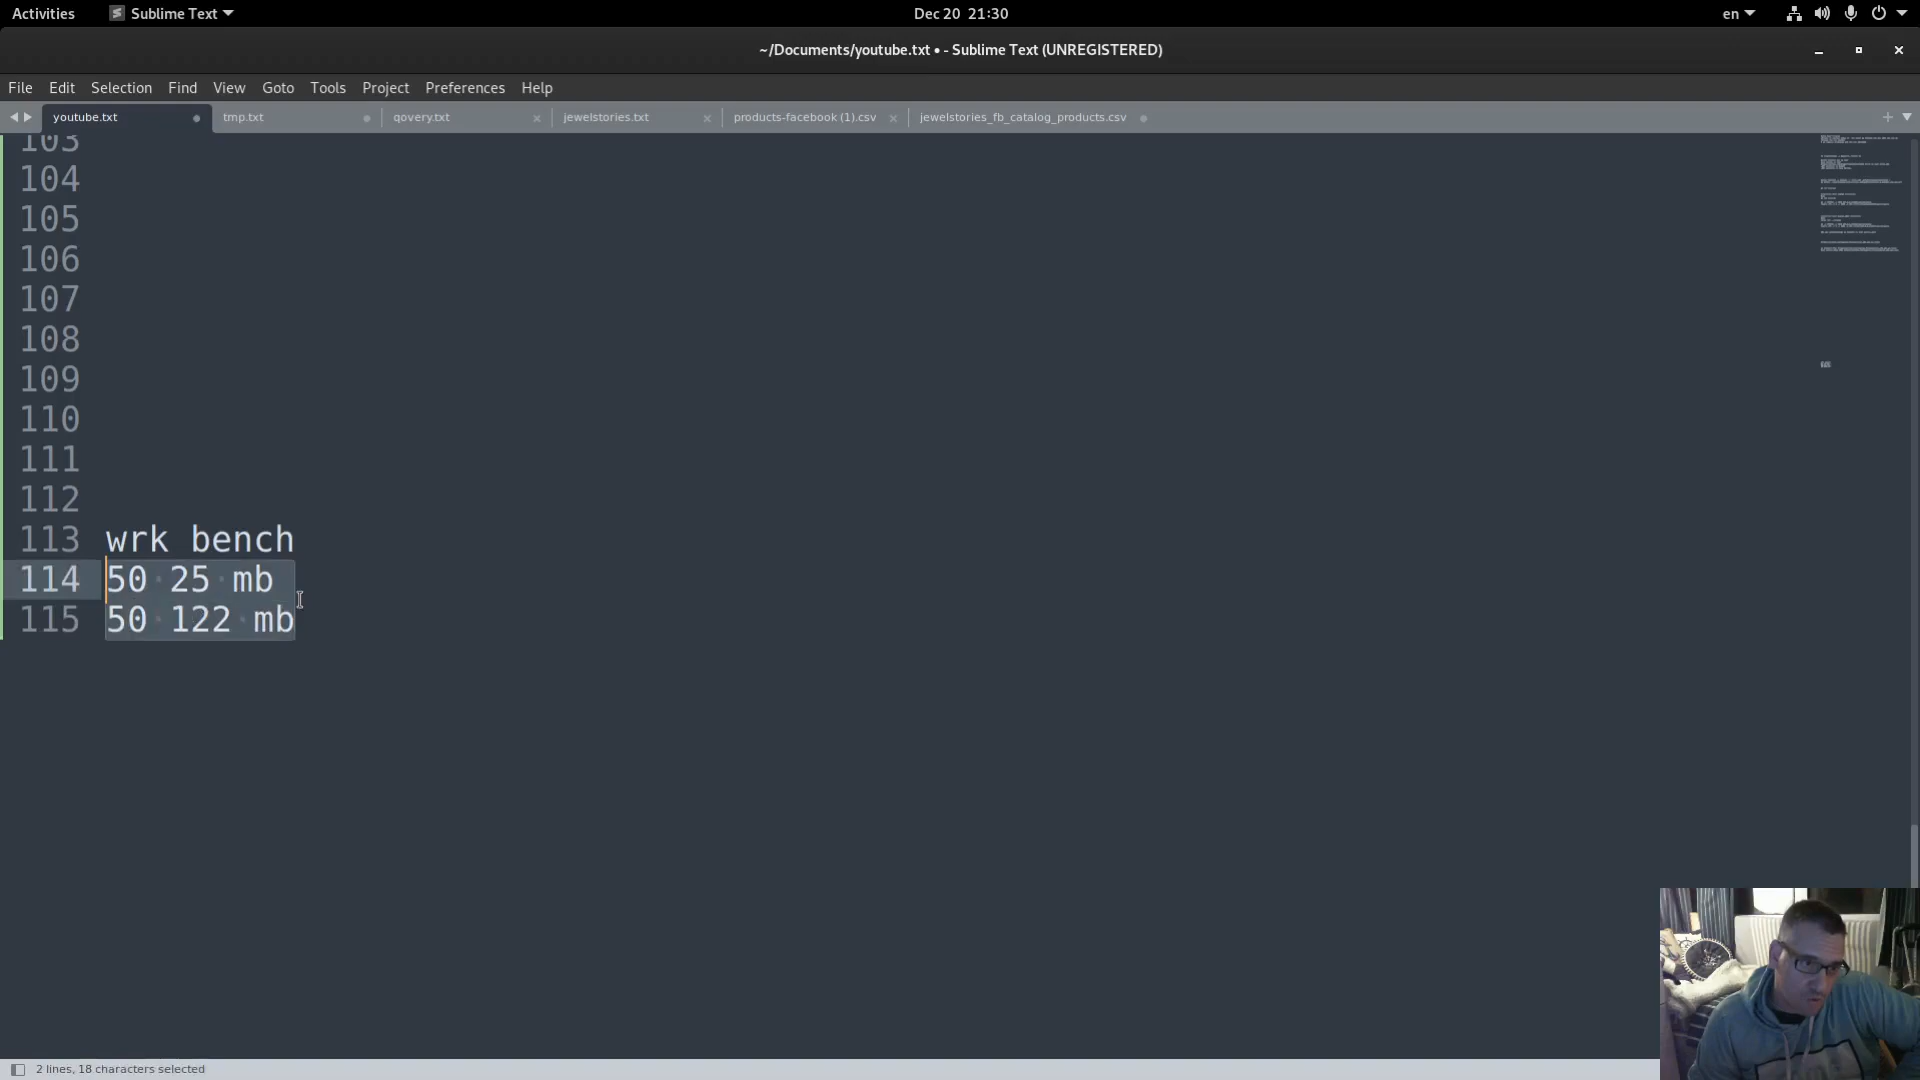 Activities Sublime Text Dec 20 21:30 en
~/Documents/youtube.txt • - Sublime Text (UNREGISTERED)
File Edit Selection Find View Goto Tools Project Preferences Help
youtube.txt tmp.txt qovery.txt jewelstories.txt products-facebook (1).csv jewelstories_fb_catalog_products.csv
103
104
105
106
107
108
109
110
111
112
113 wrk bench
114 50 25 mb
115 50 122 mb
2 lines, 18 characters selected